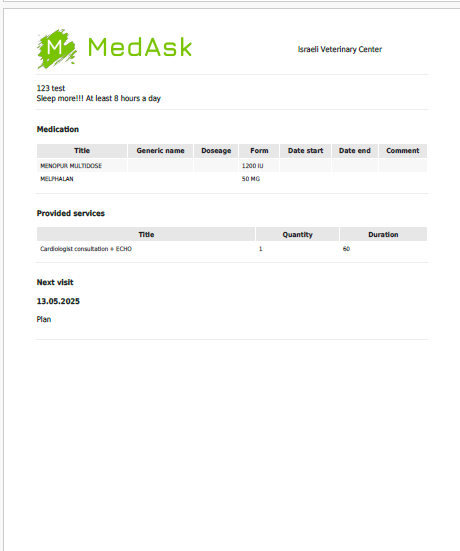 M MedAsk
Israeli Veterinary Center
123 test
Sleep more!!! At least 8 hours a day
Medication
Title Generic name Doseage Form Date start Date end Comment
MENOPUR MULTIDOSE 1200 IU
MELPHALAN 50 MG
Provided services
Title Quantity Duration
Cardiologist consultation + ECHO 1 60
Next visit
13.05.2025
Plan